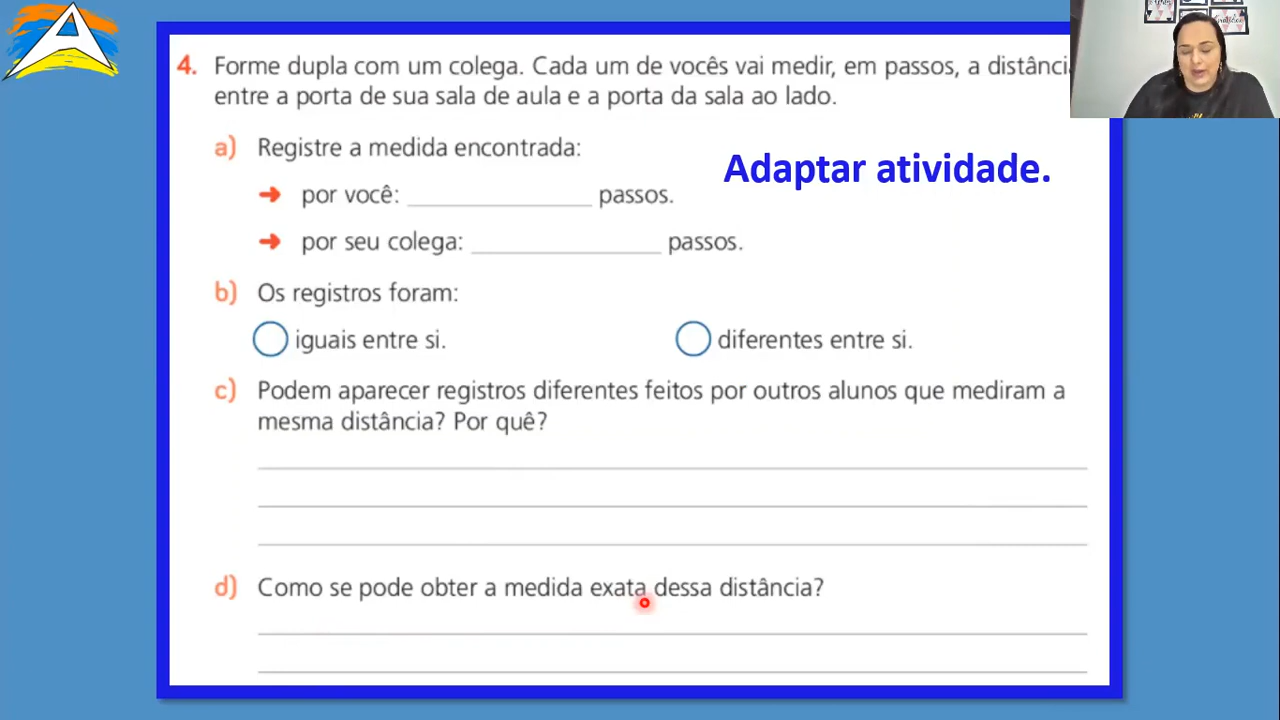 4. Forme dupla com um colega. Cada um de vocês vai medir, em passos, a distânci
entre a porta de sua sala de aula e a porta da sala ao lado.
a) Registre a medida encontrada:
Adaptar atividade.
➜ por você: ____________ passos.
➜ por seu colega: ____________ passos.
b) Os registros foram:
iguais entre si. diferentes entre si.
c) Podem aparecer registros diferentes feitos por outros alunos que mediram a
mesma distância? Por quê?
d) Como se pode obter a medida exata dessa distância?